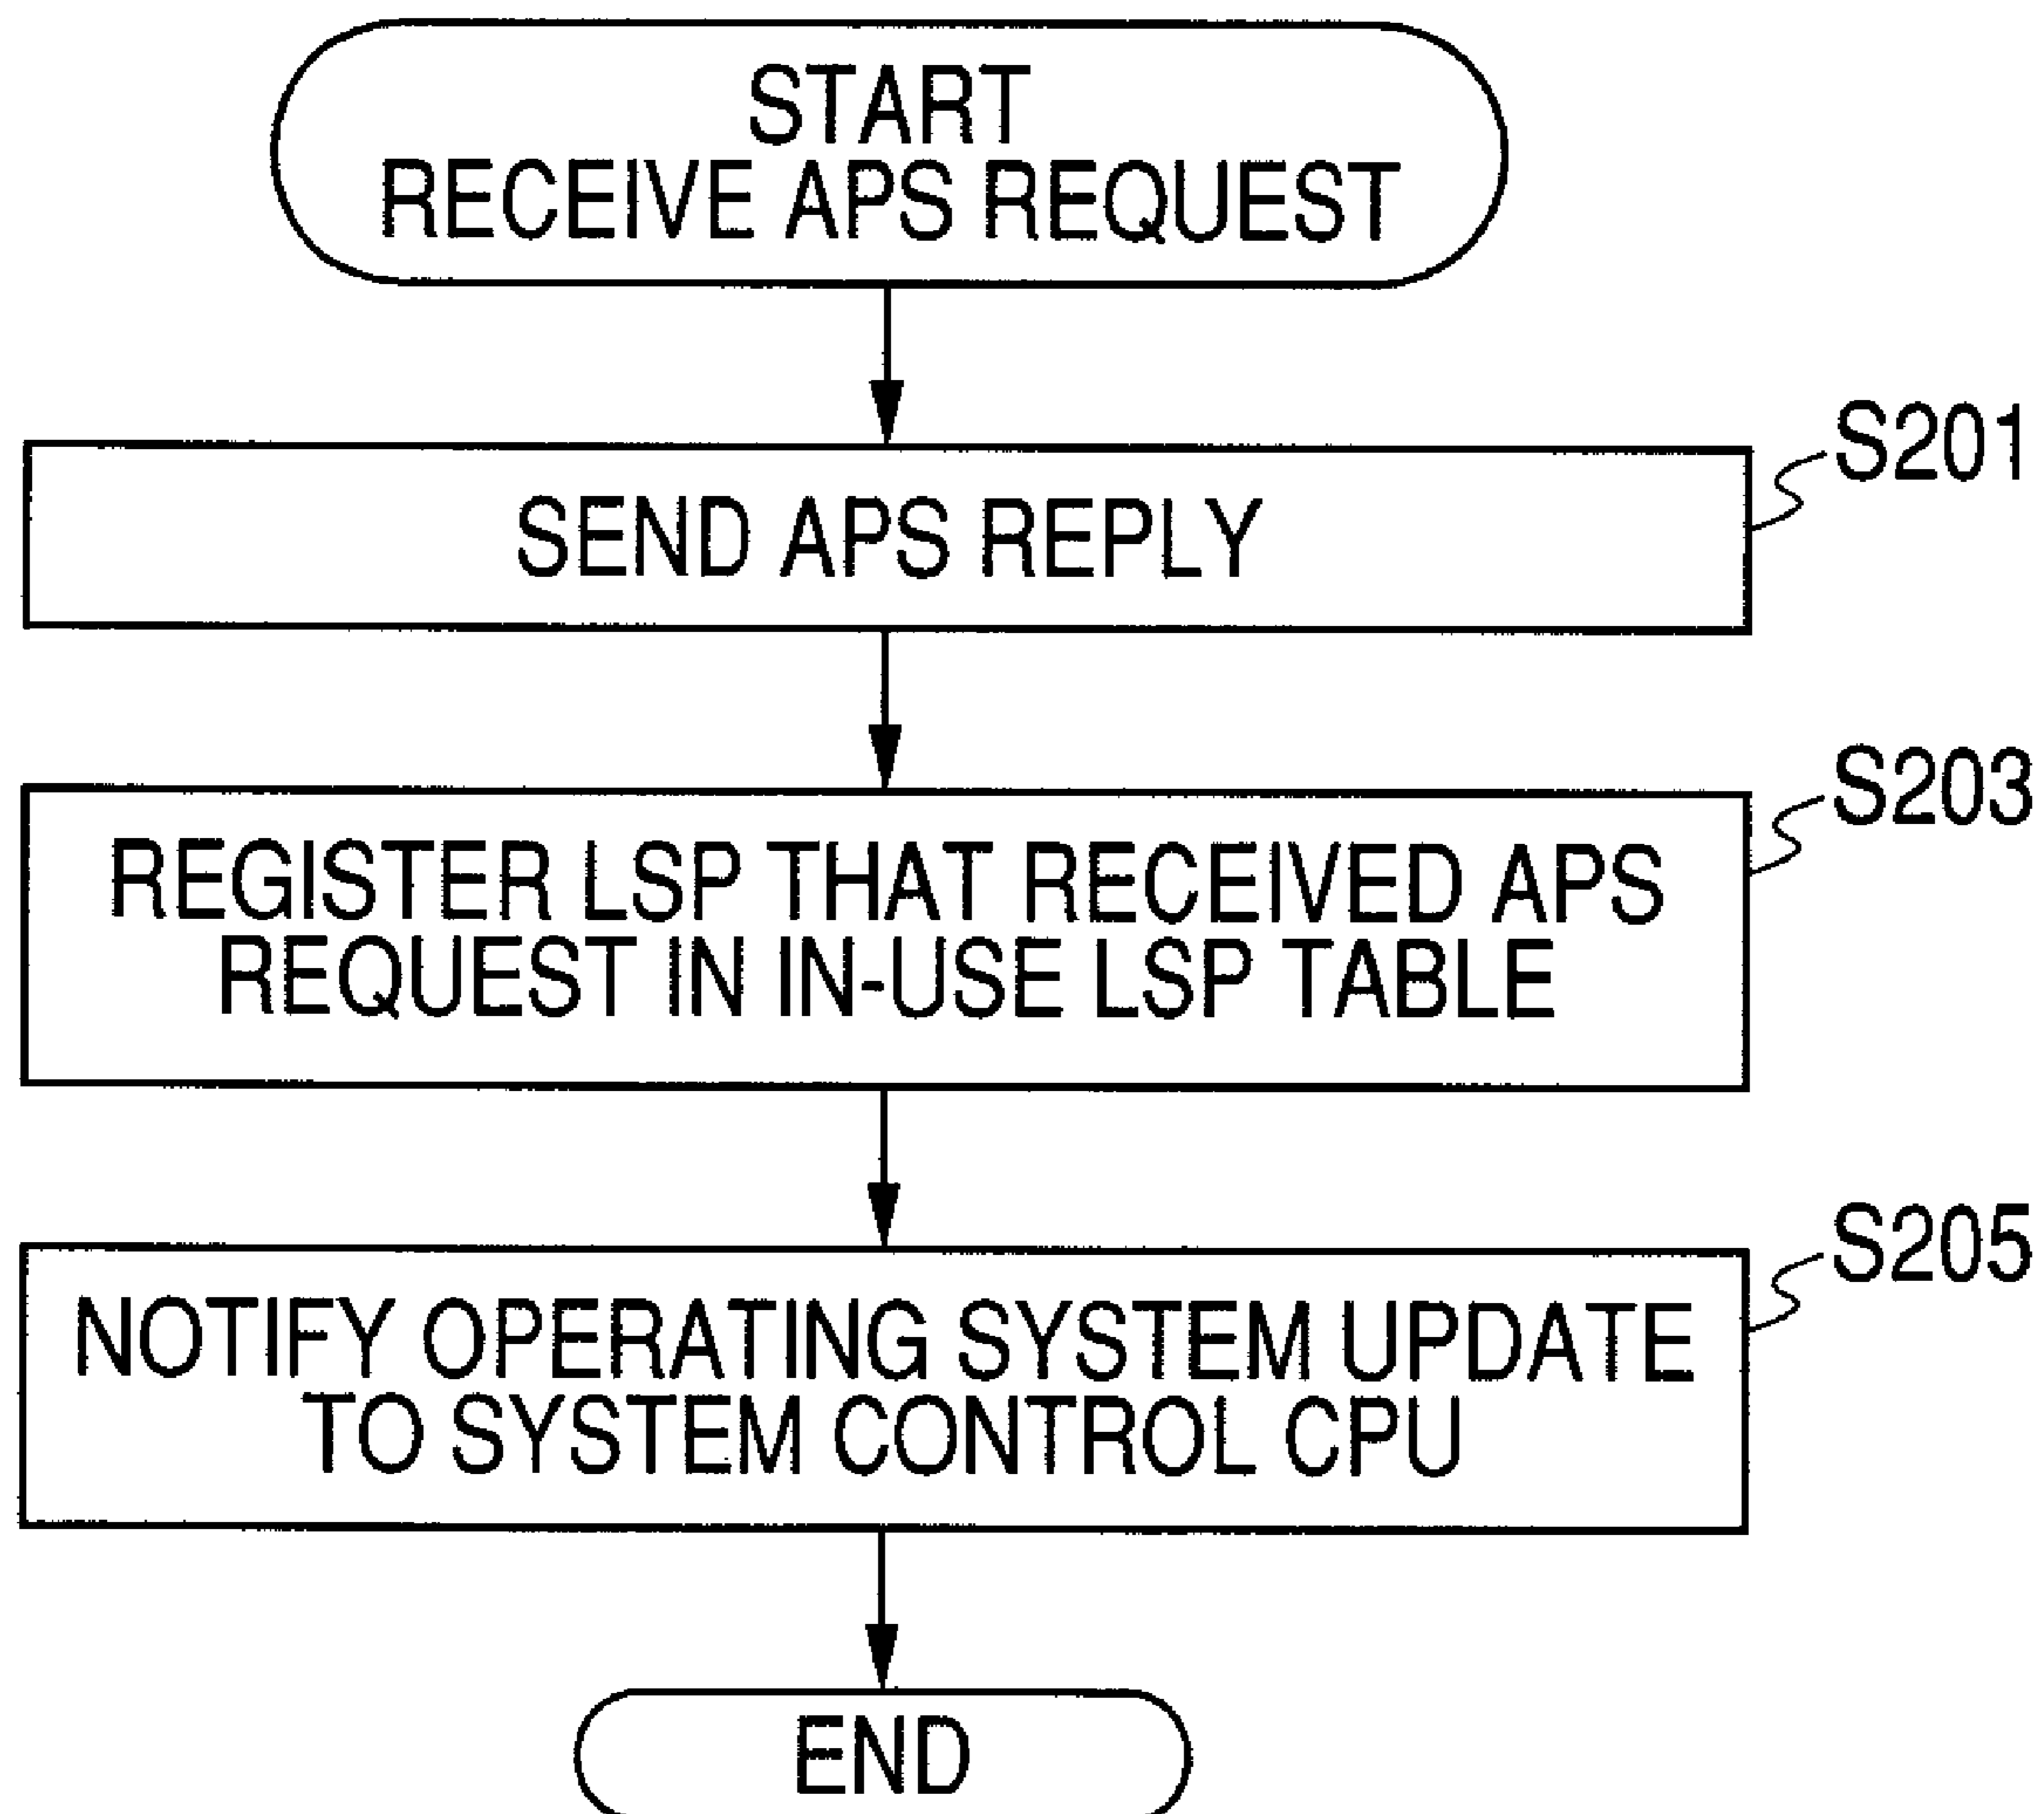 START
RECEIVE APS REQUEST
S201
SEND APS REPLY
S203
REGISTER LSP THAT RECEIVED APS
REQUEST IN IN-USE LSP TABLE
S205
NOTIFY OPERATING SYSTEM UPDATE
TO SYSTEM CONTROL CPU
END